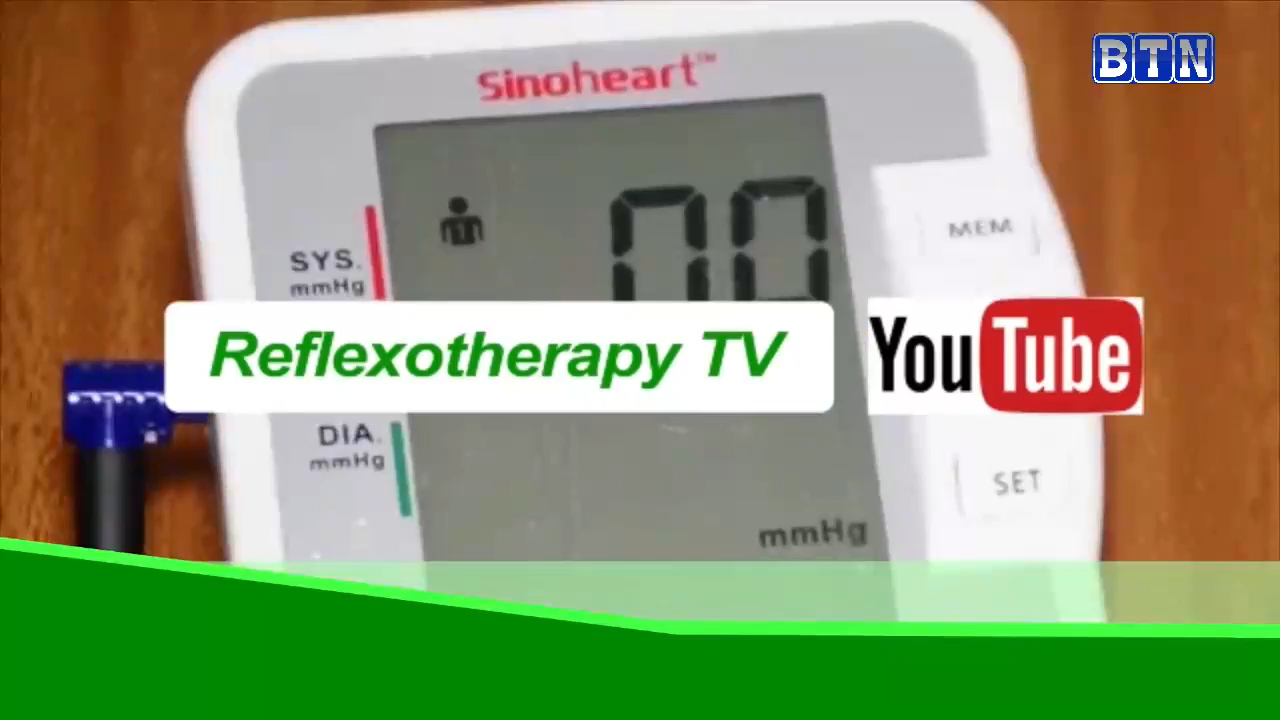 BTN
Sinoheart™
MEM
SYS.
mmHg
Reflexotherapy TV
YouTube
DIA.
mmHg
SET
mmHg